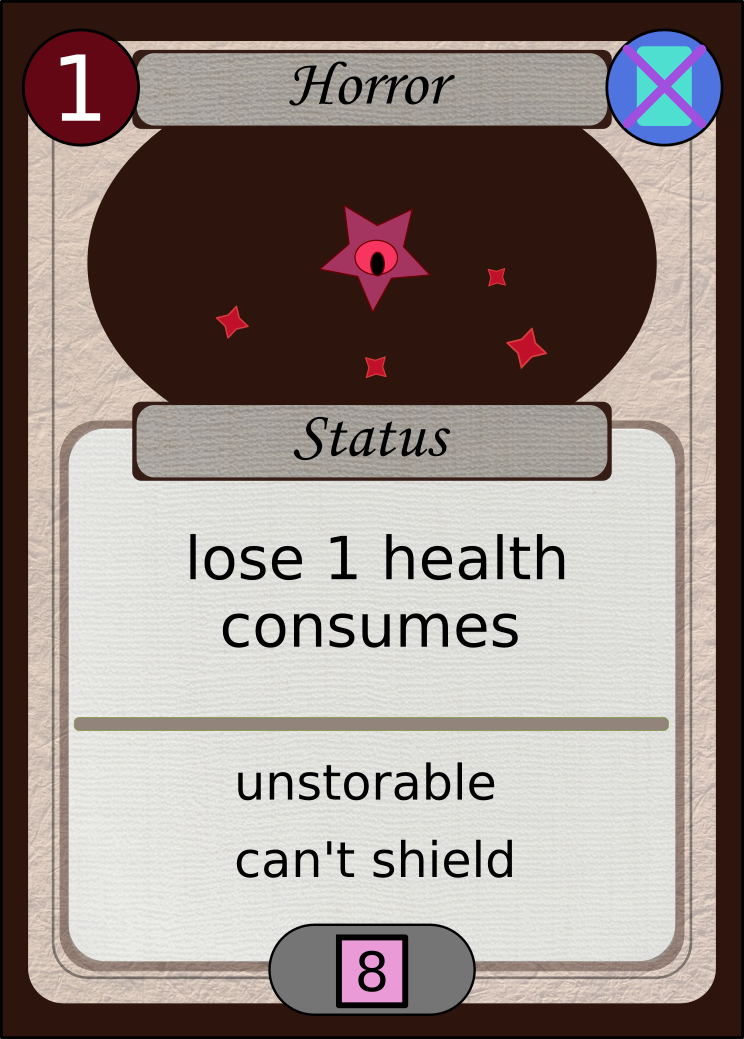 1
Horror
Status
lose 1 health
consumes
unstorable
can't shield
8